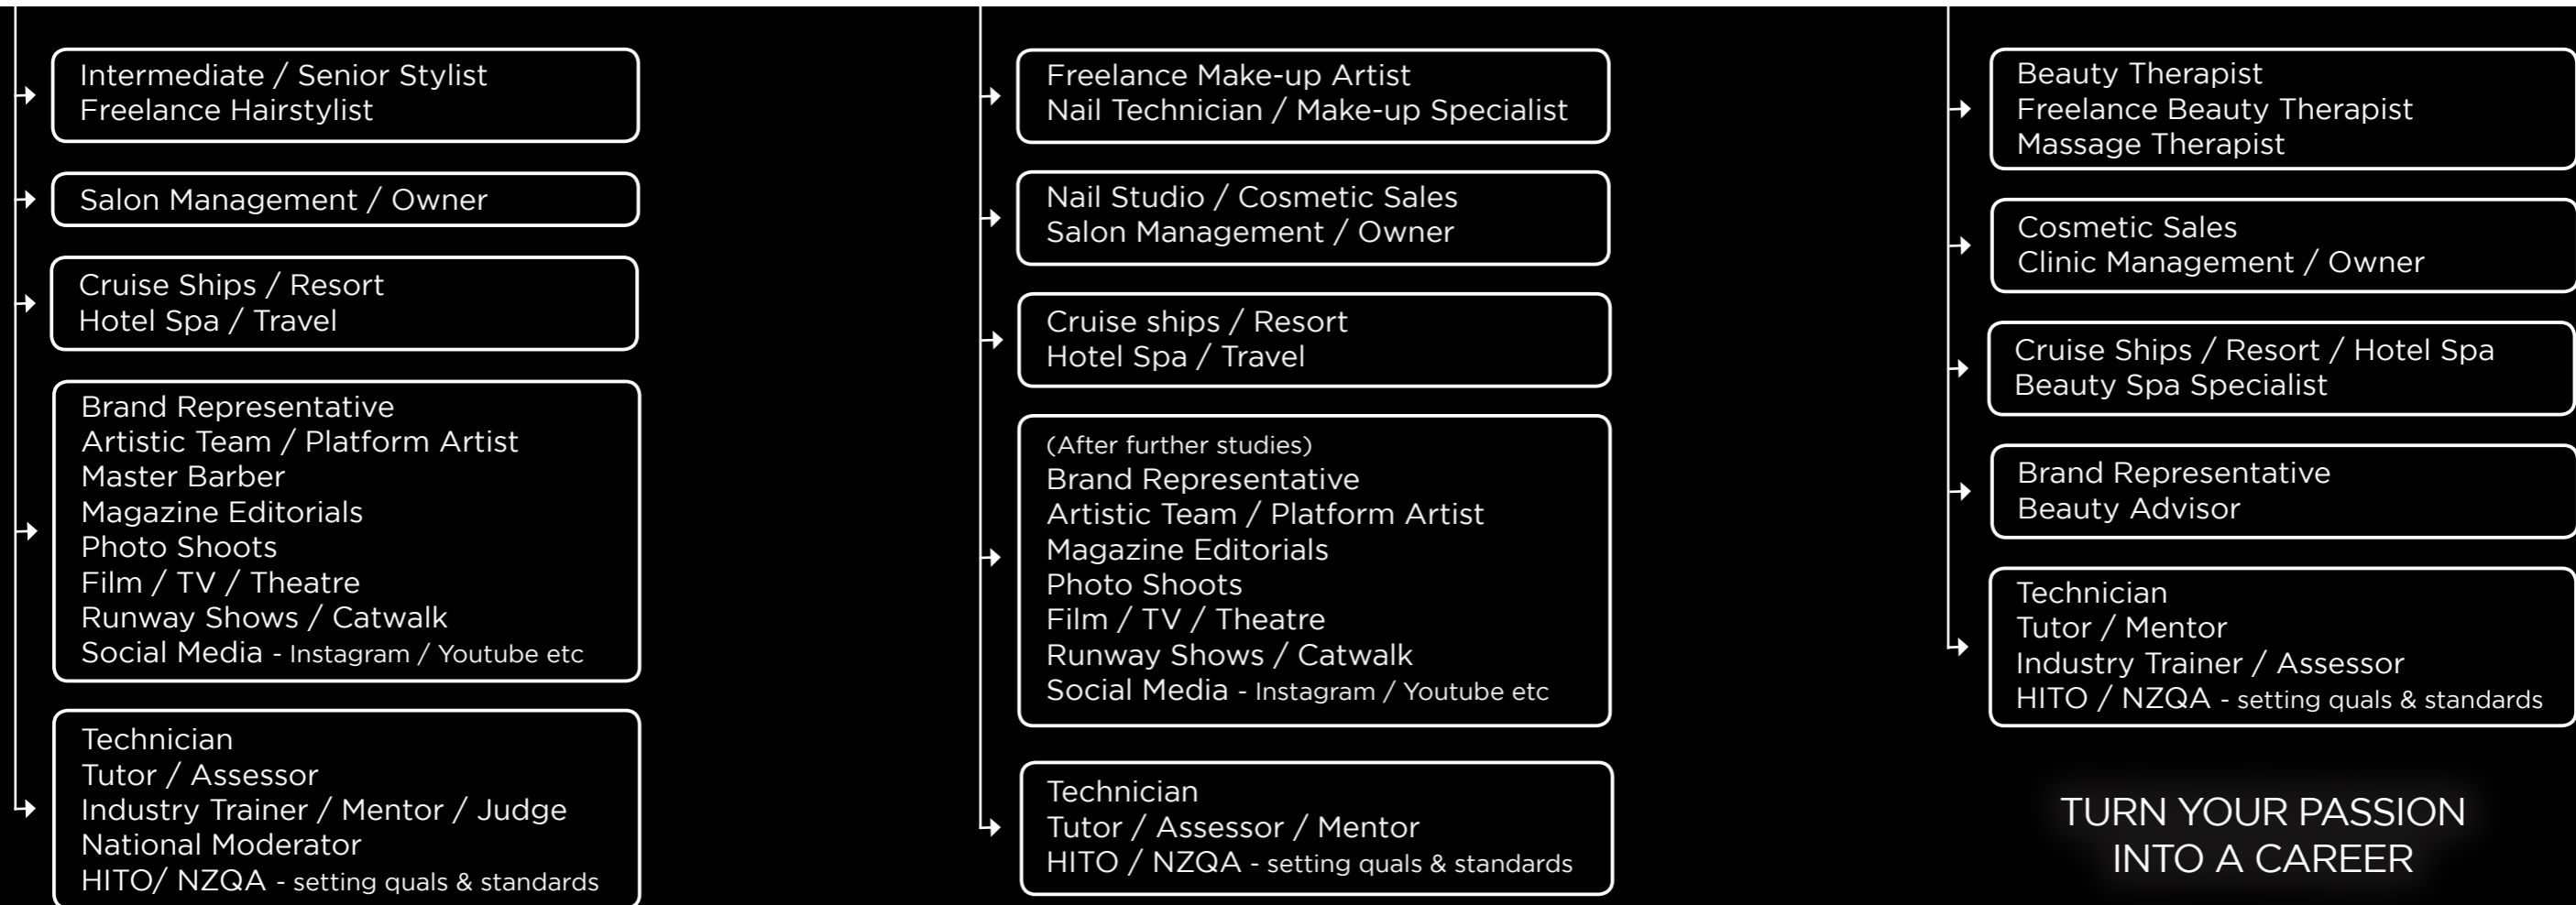 Intermediate / Senior Stylist
Freelance Hairstylist
Salon Management / Owner
Cruise Ships / Resort
Hotel Spa / Travel
Brand Representative
Artistic Team / Platform Artist
Master Barber
Magazine Editorials
Photo Shoots
Film / TV / Theatre
Runway Shows / Catwalk
Social Media - Instagram / Youtube etc
Technician
Tutor / Assessor
Industry Trainer / Mentor / Judge
National Moderator
HITO/ NZQA - setting quals & standards
Freelance Make-up Artist
Nail Technician / Make-up Specialist
Nail Studio / Cosmetic Sales
Salon Management / Owner
Cruise ships / Resort
Hotel Spa / Travel
(After further studies)
Brand Representative
Artistic Team / Platform Artist
Magazine Editorials
Photo Shoots
Film / TV / Theatre
Runway Shows / Catwalk
Social Media - Instagram / Youtube etc
Technician
Tutor / Assessor / Mentor
HITO / NZQA - setting quals & standards
Beauty Therapist
Freelance Beauty Therapist
Massage Therapist
Cosmetic Sales
Clinic Management / Owner
Cruise Ships / Resort / Hotel Spa
Beauty Spa Specialist
Brand Representative
Beauty Advisor
Technician
Tutor / Mentor
Industry Trainer / Assessor
HITO / NZQA - setting quals & standards
TURN YOUR PASSION
INTO A CAREER